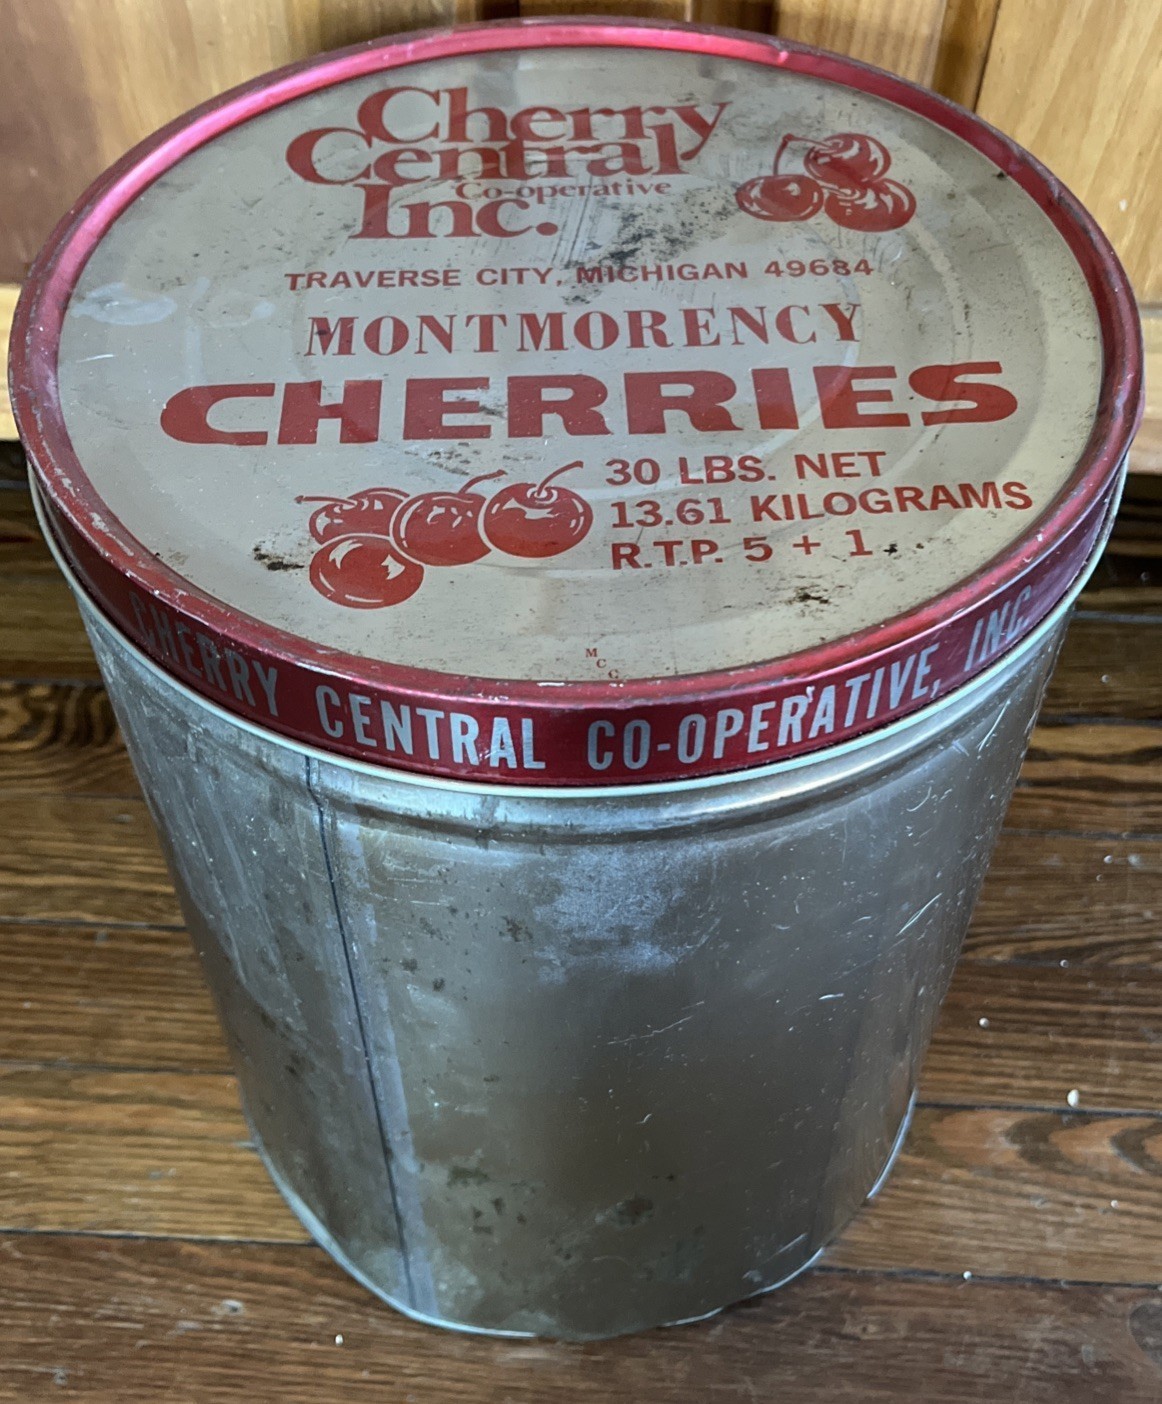 Cherry
Central
Co-operative
Inc.
TRAVERSE CITY, MICHIGAN 49684
MONTMORENCY
CHERRIES
30 LBS. NET
13.61 KILOGRAMS
R.T.P. 5 + 1
M
C
C
CHERRY CENTRAL CO-OPERATIVE, INC.